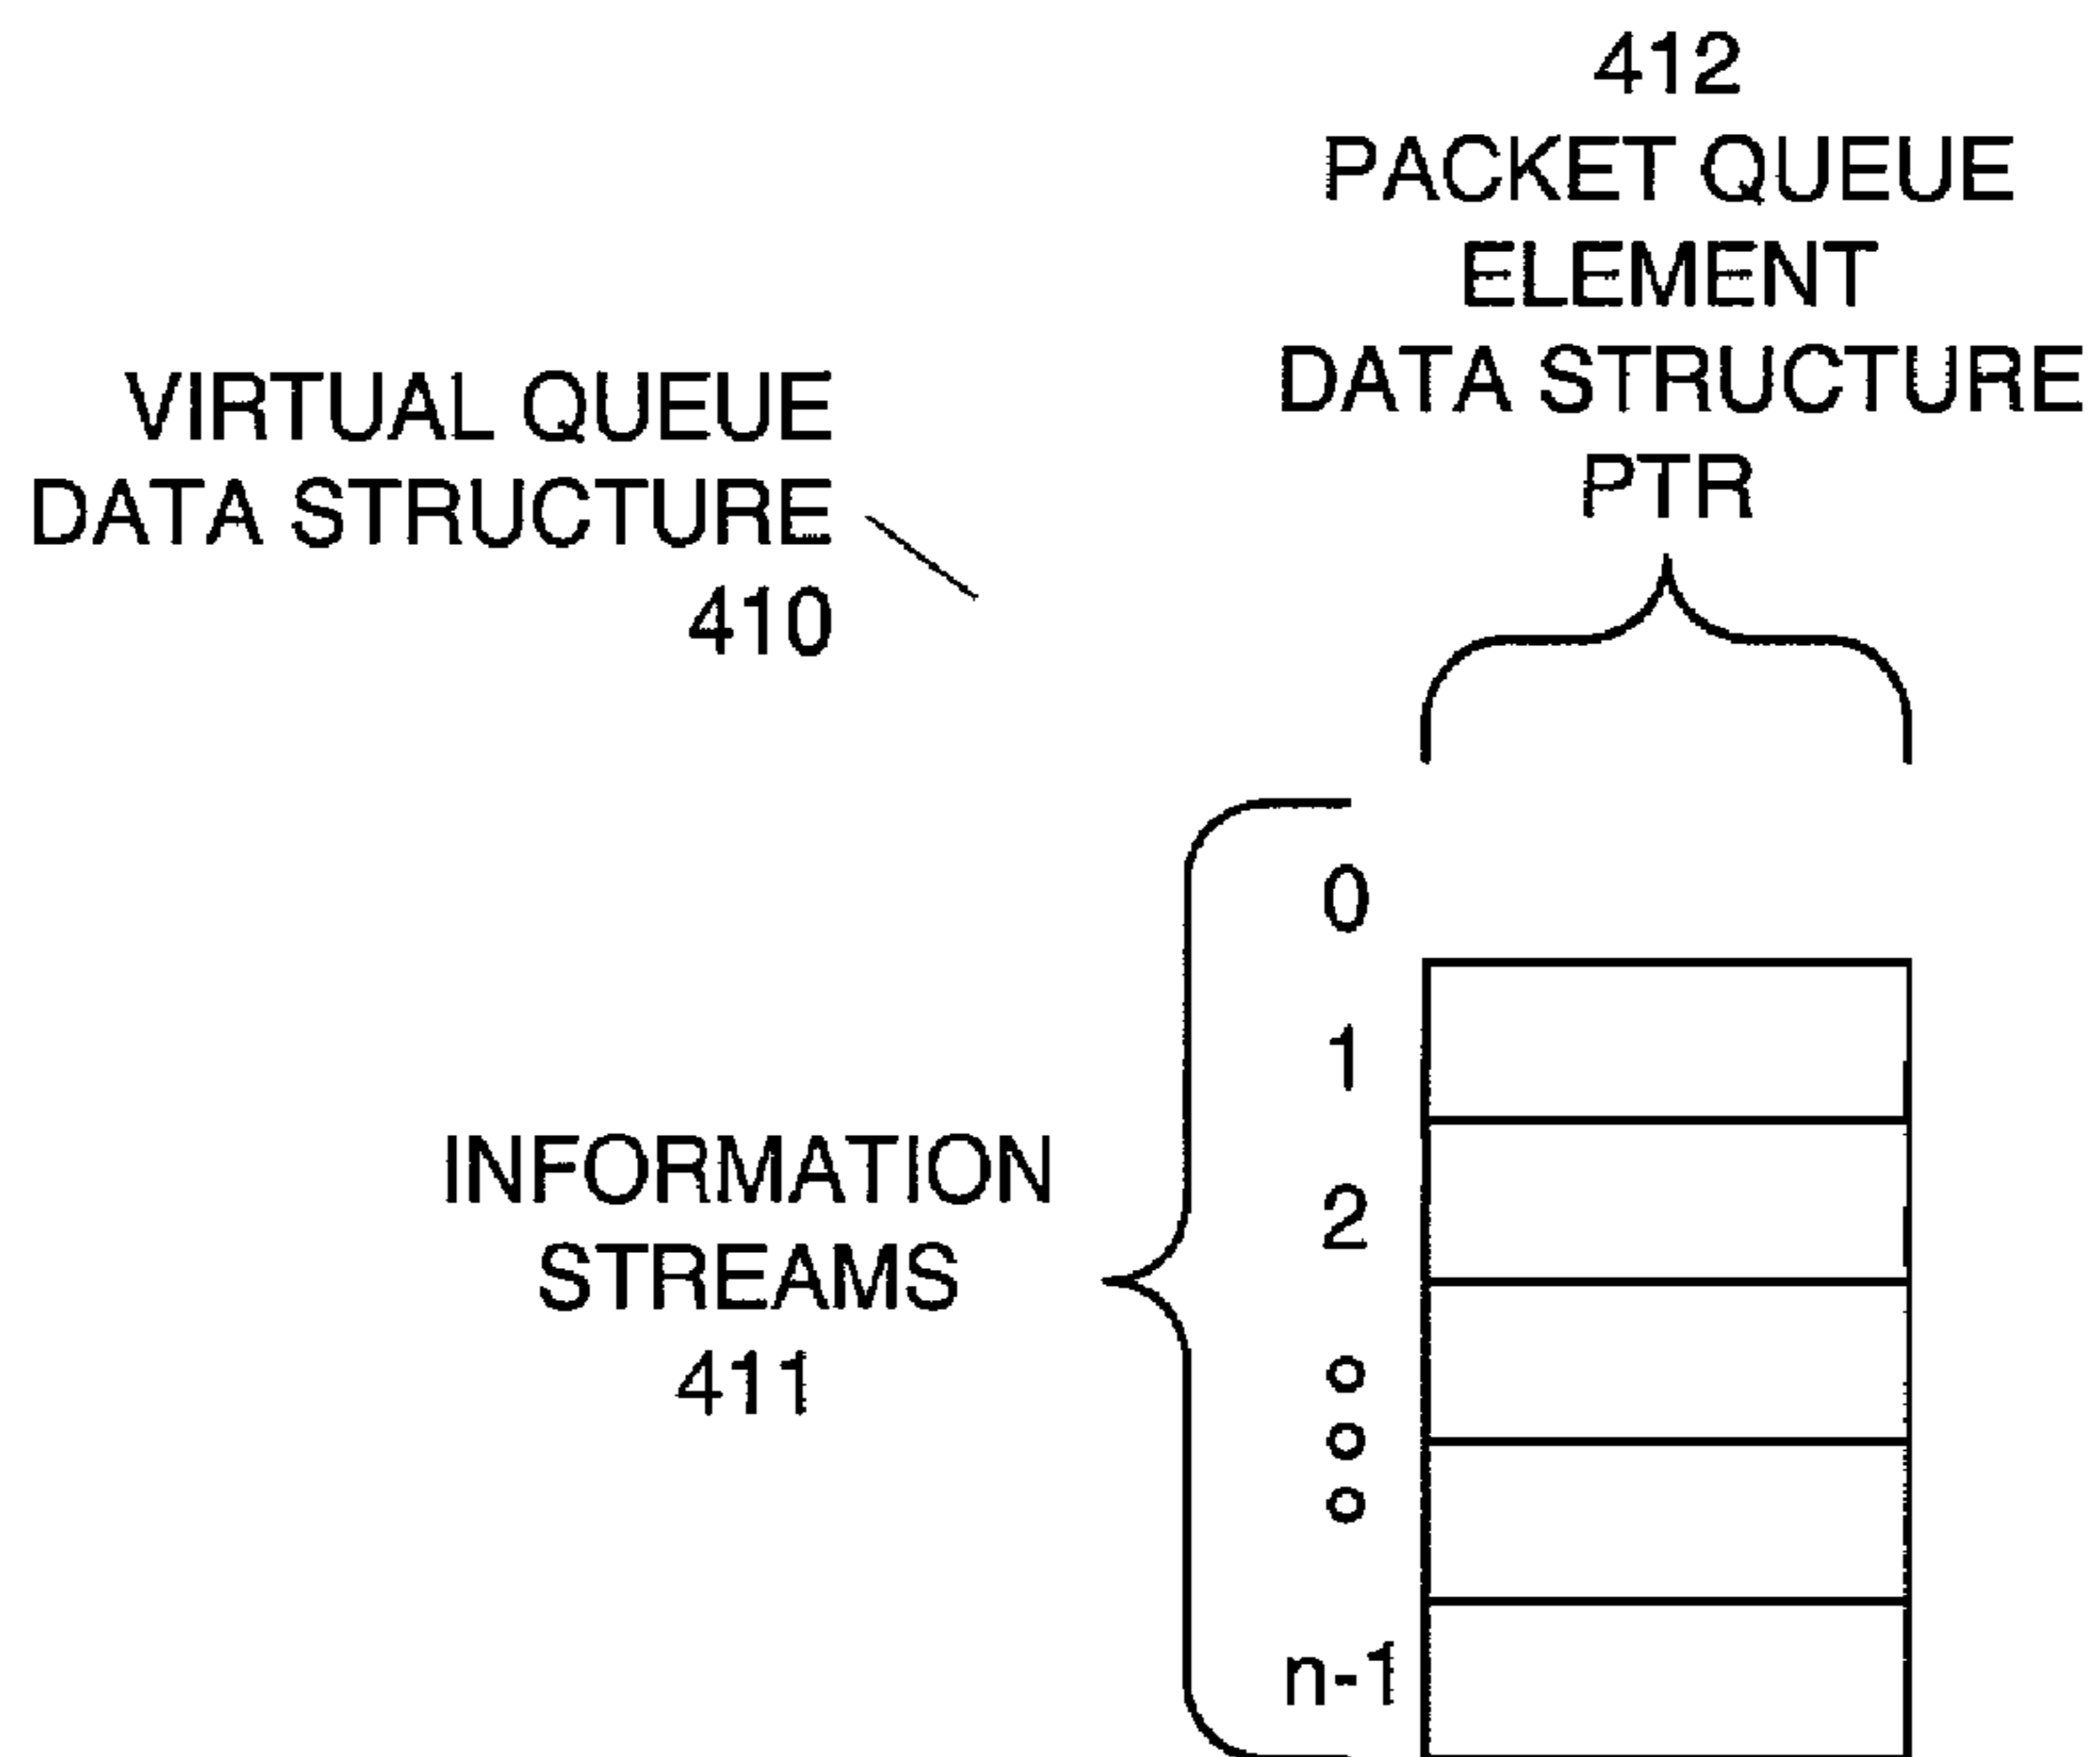 412
PACKET QUEUE
ELEMENT
DATA STRUCTURE
PTR
VIRTUAL QUEUE
DATA STRUCTURE
410
INFORMATION
STREAMS
411
0
1
2
n-1